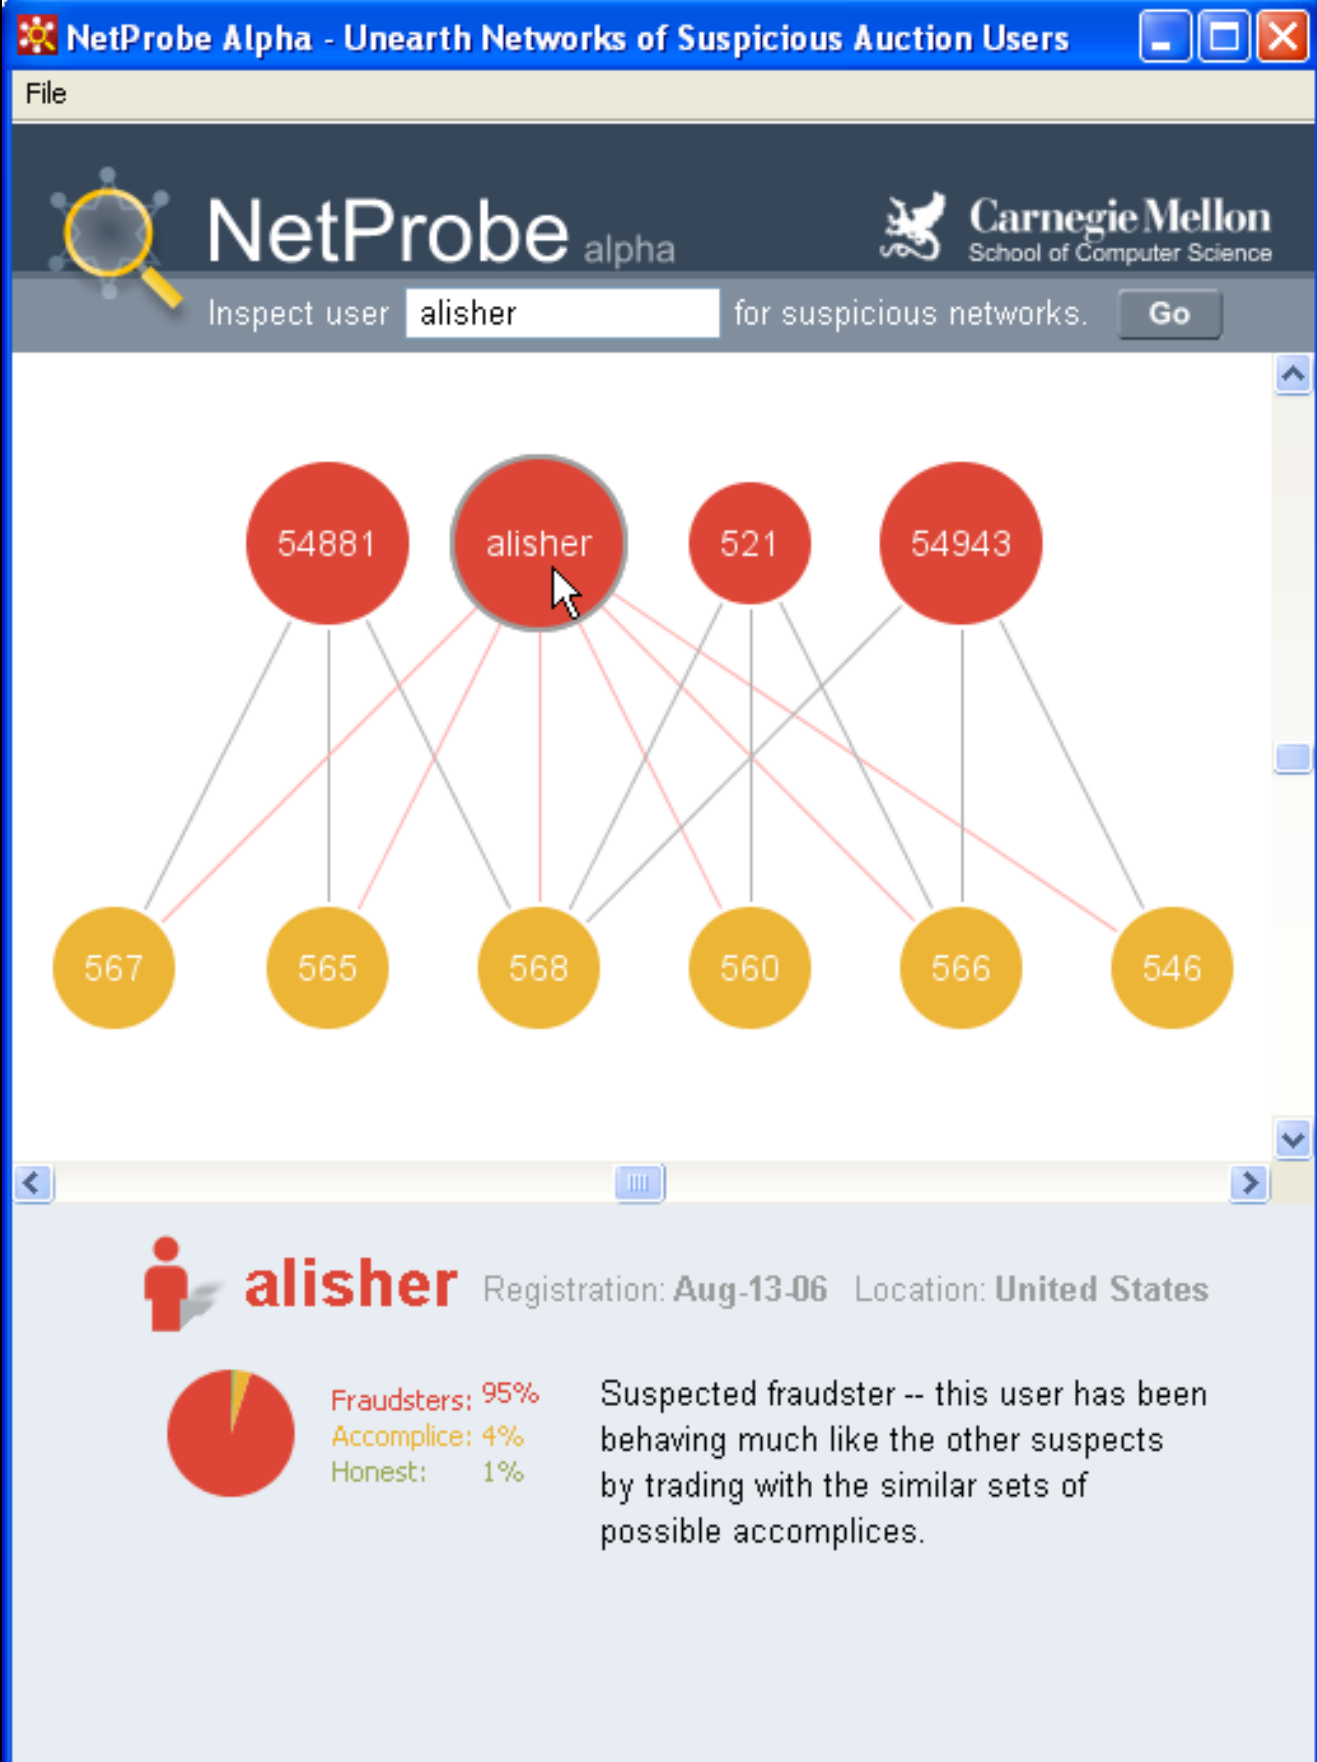 NetProbe Alpha - Unearth Networks of Suspicious Auction Users
File
NetProbe alpha
Carnegie Mellon
School of Computer Science
Inspect user alisher for suspicious networks. Go
54881 alisher 521 54943
567 565 568 560 566 546
alisher Registration: Aug-13-06 Location: United States
Fraudsters: 95%
Accomplice: 4%
Honest: 1%
Suspected fraudster -- this user has been
behaving much like the other suspects
by trading with the similar sets of
possible accomplices.